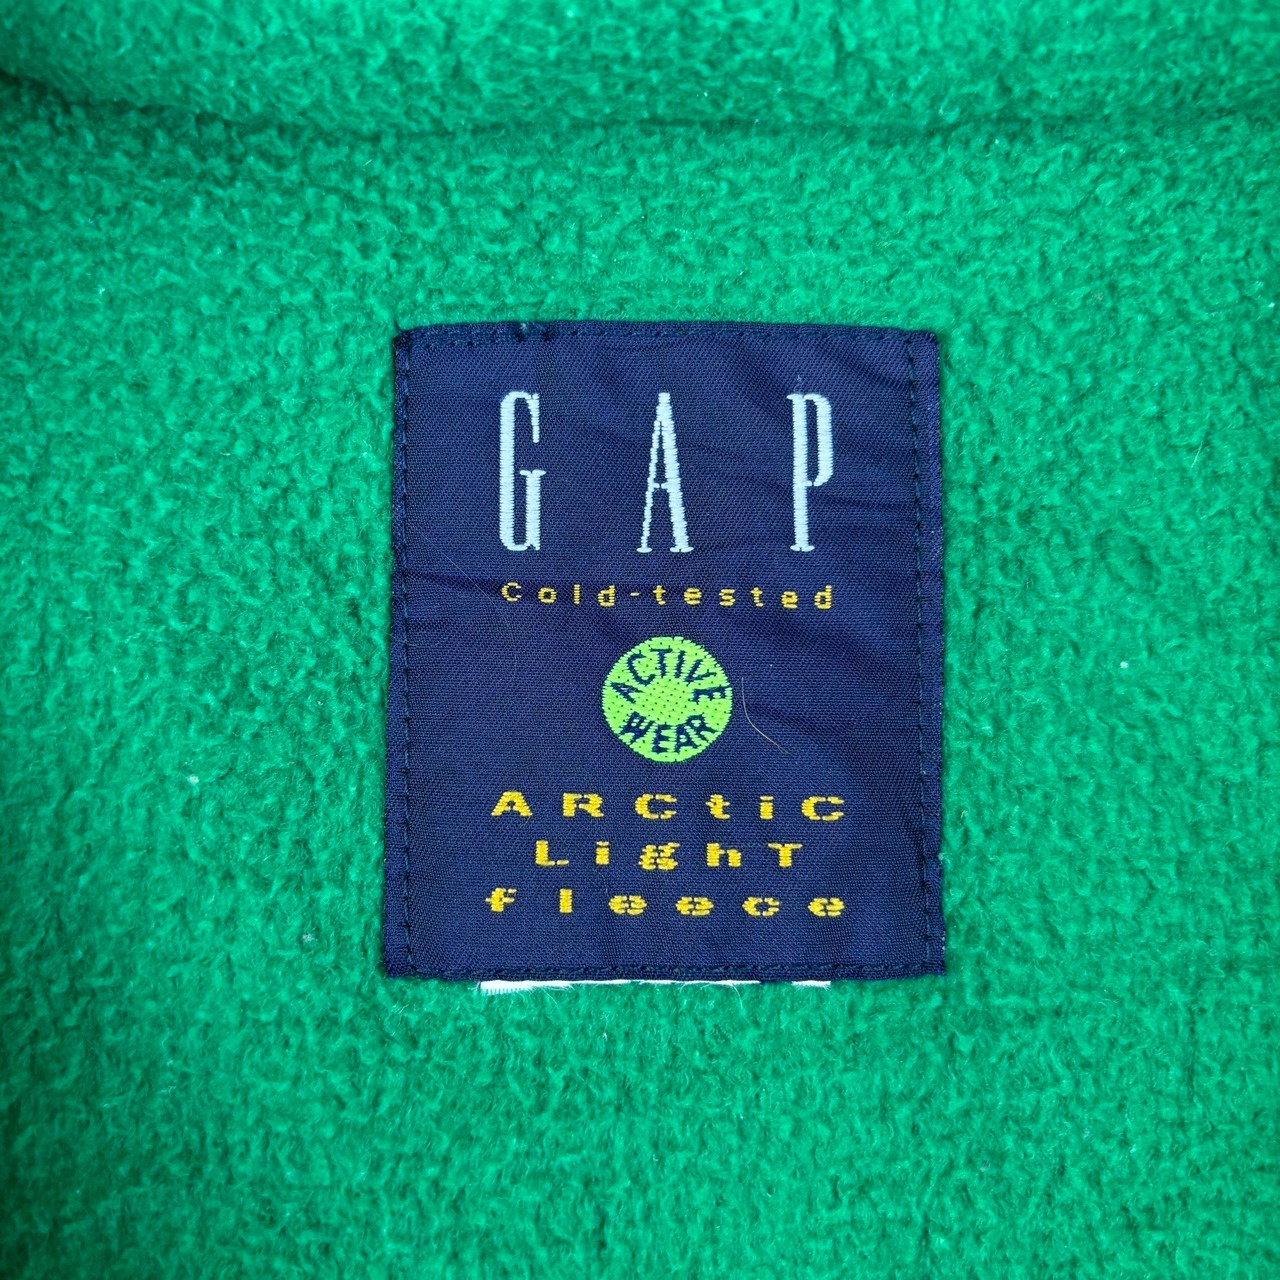 GAP
Cold-tested
ACTIVE
WEAR
ARCtiC
LighT
fleece